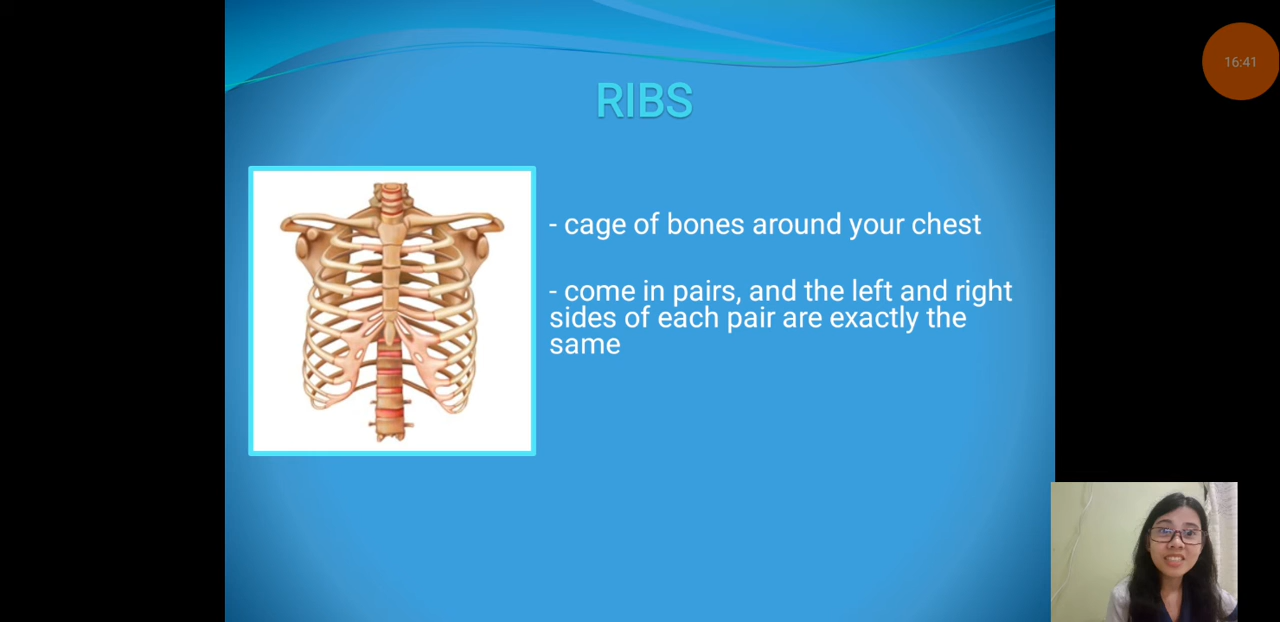 16:41
RIBS
- cage of bones around your chest
- come in pairs, and the left and right
sides of each pair are exactly the
same